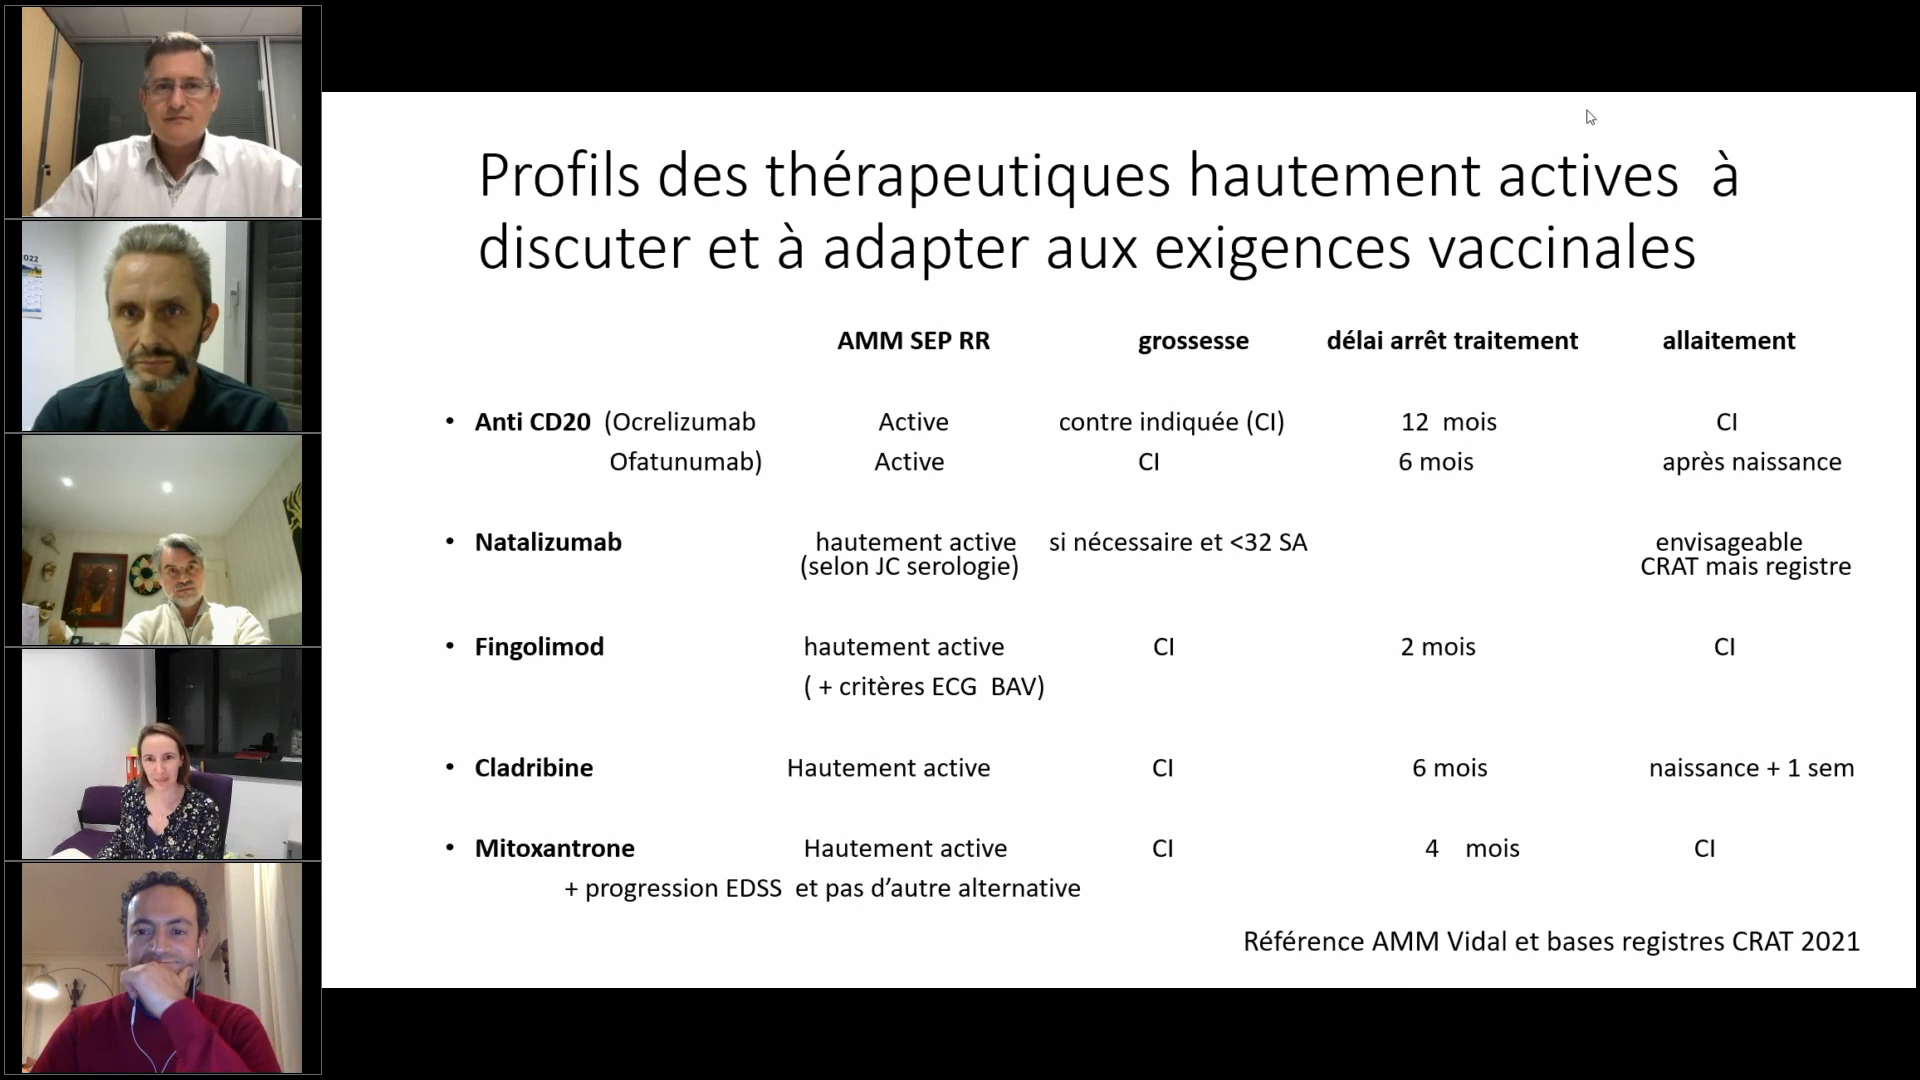 Profils des thérapeutiques hautement actives à
discuter et à adapter aux exigences vaccinales
AMM SEP RR grossesse délai arrêt traitement allaitement
• Anti CD20 (Ocrelizumab Active contre indiquée (CI) 12 mois CI
Ofatunumab) Active CI 6 mois après naissance
• Natalizumab hautement active si nécessaire et <32 SA envisageable
(selon JC serologie) CRAT mais registre
• Fingolimod hautement active CI 2 mois CI
( + critères ECG BAV)
• Cladribine Hautement active CI 6 mois naissance + 1 sem
• Mitoxantrone Hautement active CI 4 mois CI
+ progression EDSS et pas d’autre alternative
Référence AMM Vidal et bases registres CRAT 2021